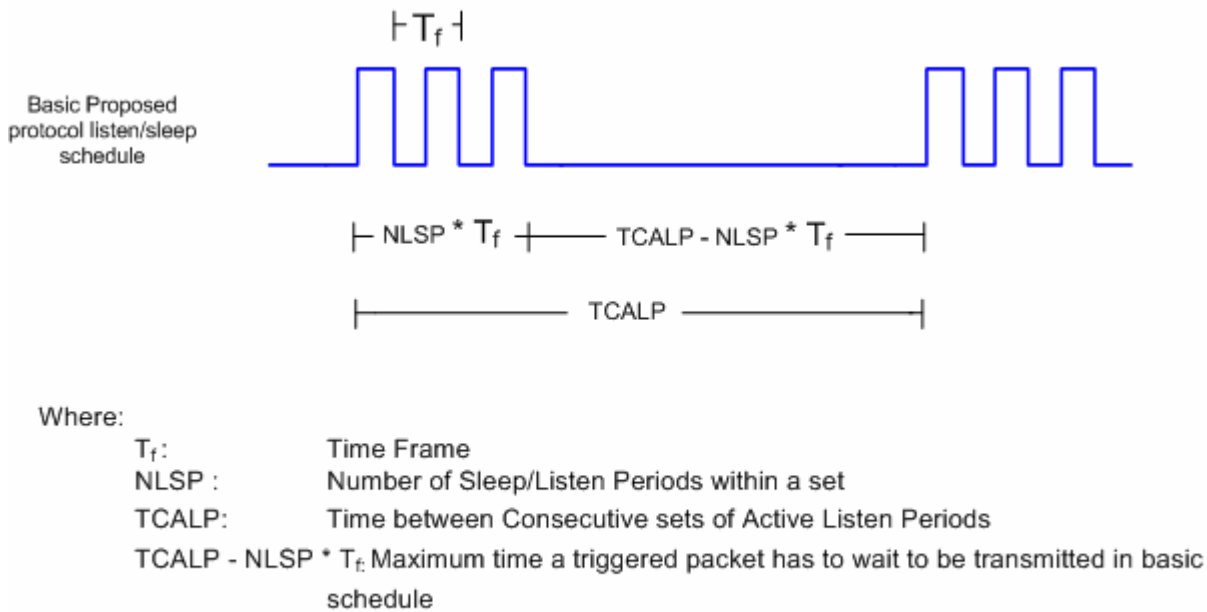 T_f
Basic Proposed
protocol listen/sleep
schedule
NLSP * T_f
TCALP - NLSP * T_f
TCALP
Where:
T_f: Time Frame
NLSP : Number of Sleep/Listen Periods within a set
TCALP: Time between Consecutive sets of Active Listen Periods
TCALP - NLSP * T_f: Maximum time a triggered packet has to wait to be transmitted in basic
schedule